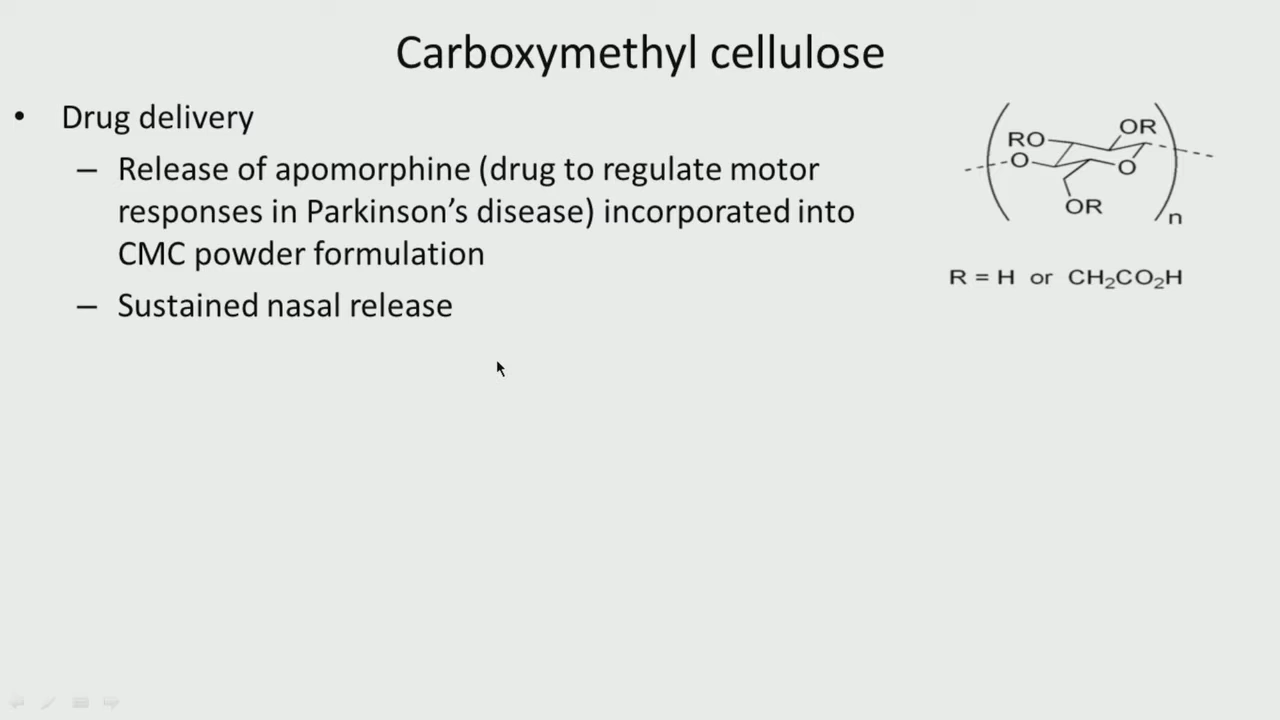 Carboxymethyl cellulose
• Drug delivery
– Release of apomorphine (drug to regulate motor
responses in Parkinson’s disease) incorporated into
CMC powder formulation
– Sustained nasal release
OR
RO
O
O
OR
n
R = H or CH₂CO₂H